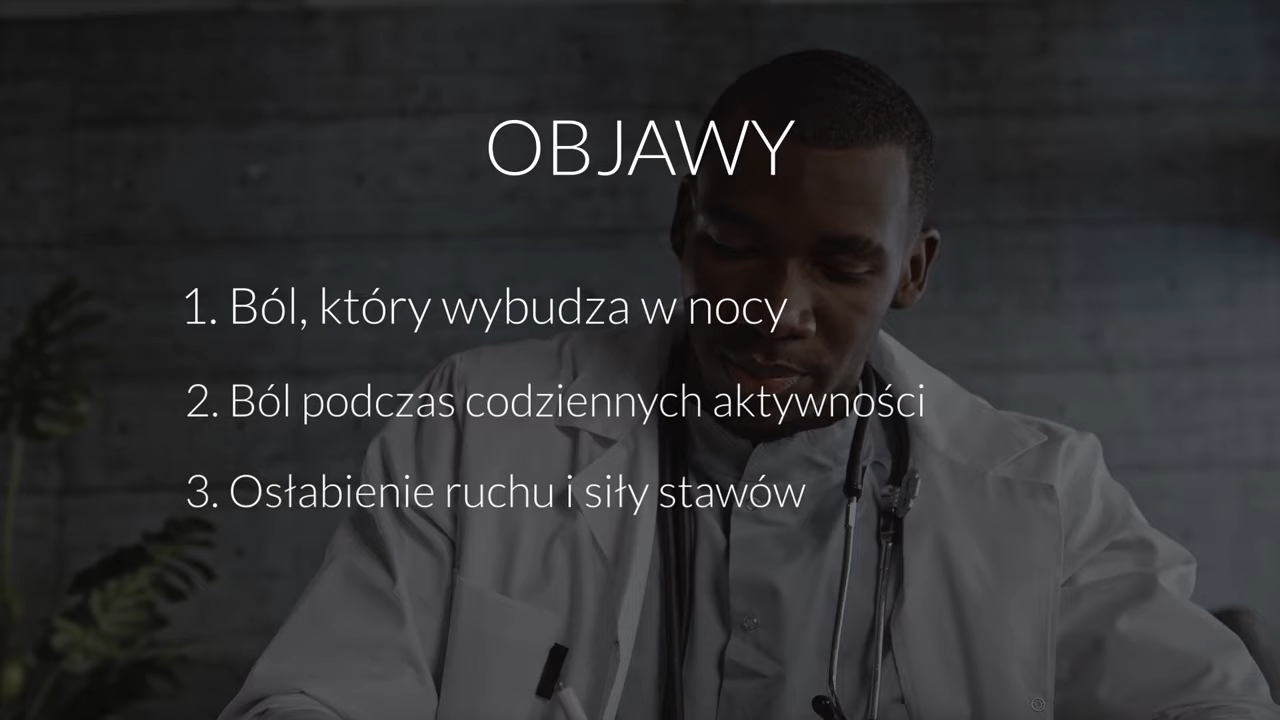 OBJAWY
1. Ból, który wybudza w nocy
2. Ból podczas codziennych aktywności
3. Osłabienie ruchu i siły stawów